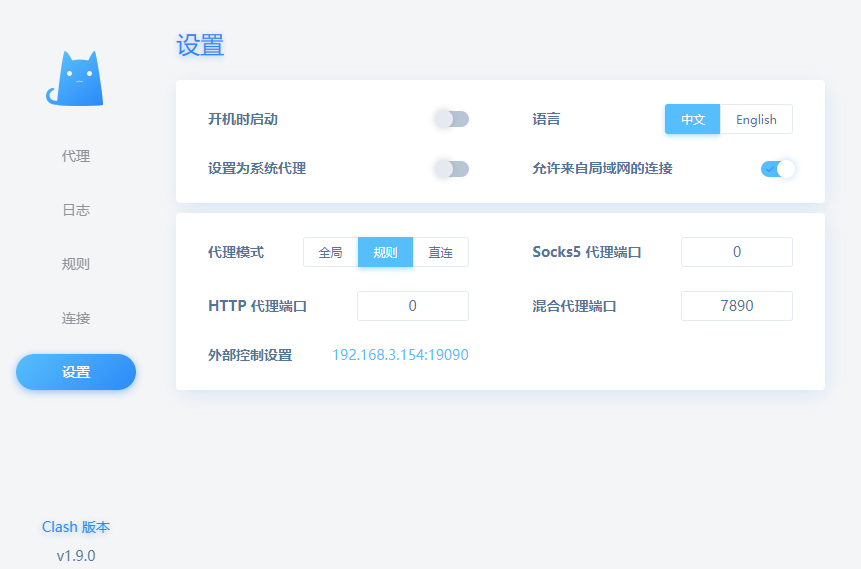 设置
开机时启动
语言
中文
English
设置为系统代理
允许来自局域网的连接
代理
日志
规则
连接
设置
代理模式
全局
规则
直连
Socks5 代理端口
0
HTTP 代理端口
0
混合代理端口
7890
外部控制设置
192.168.3.154:19090
Clash 版本
v1.9.0